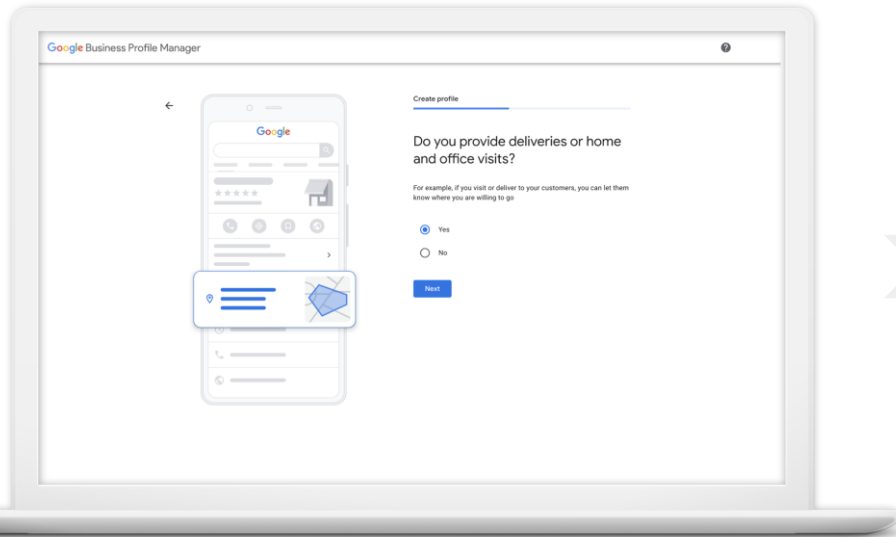 Google Business Profile Manager
Create profile
Google
Do you provide deliveries or home
and office visits?
For example, if you visit or deliver to your customers, you can let them
know where you are willing to go
Yes
No
Next